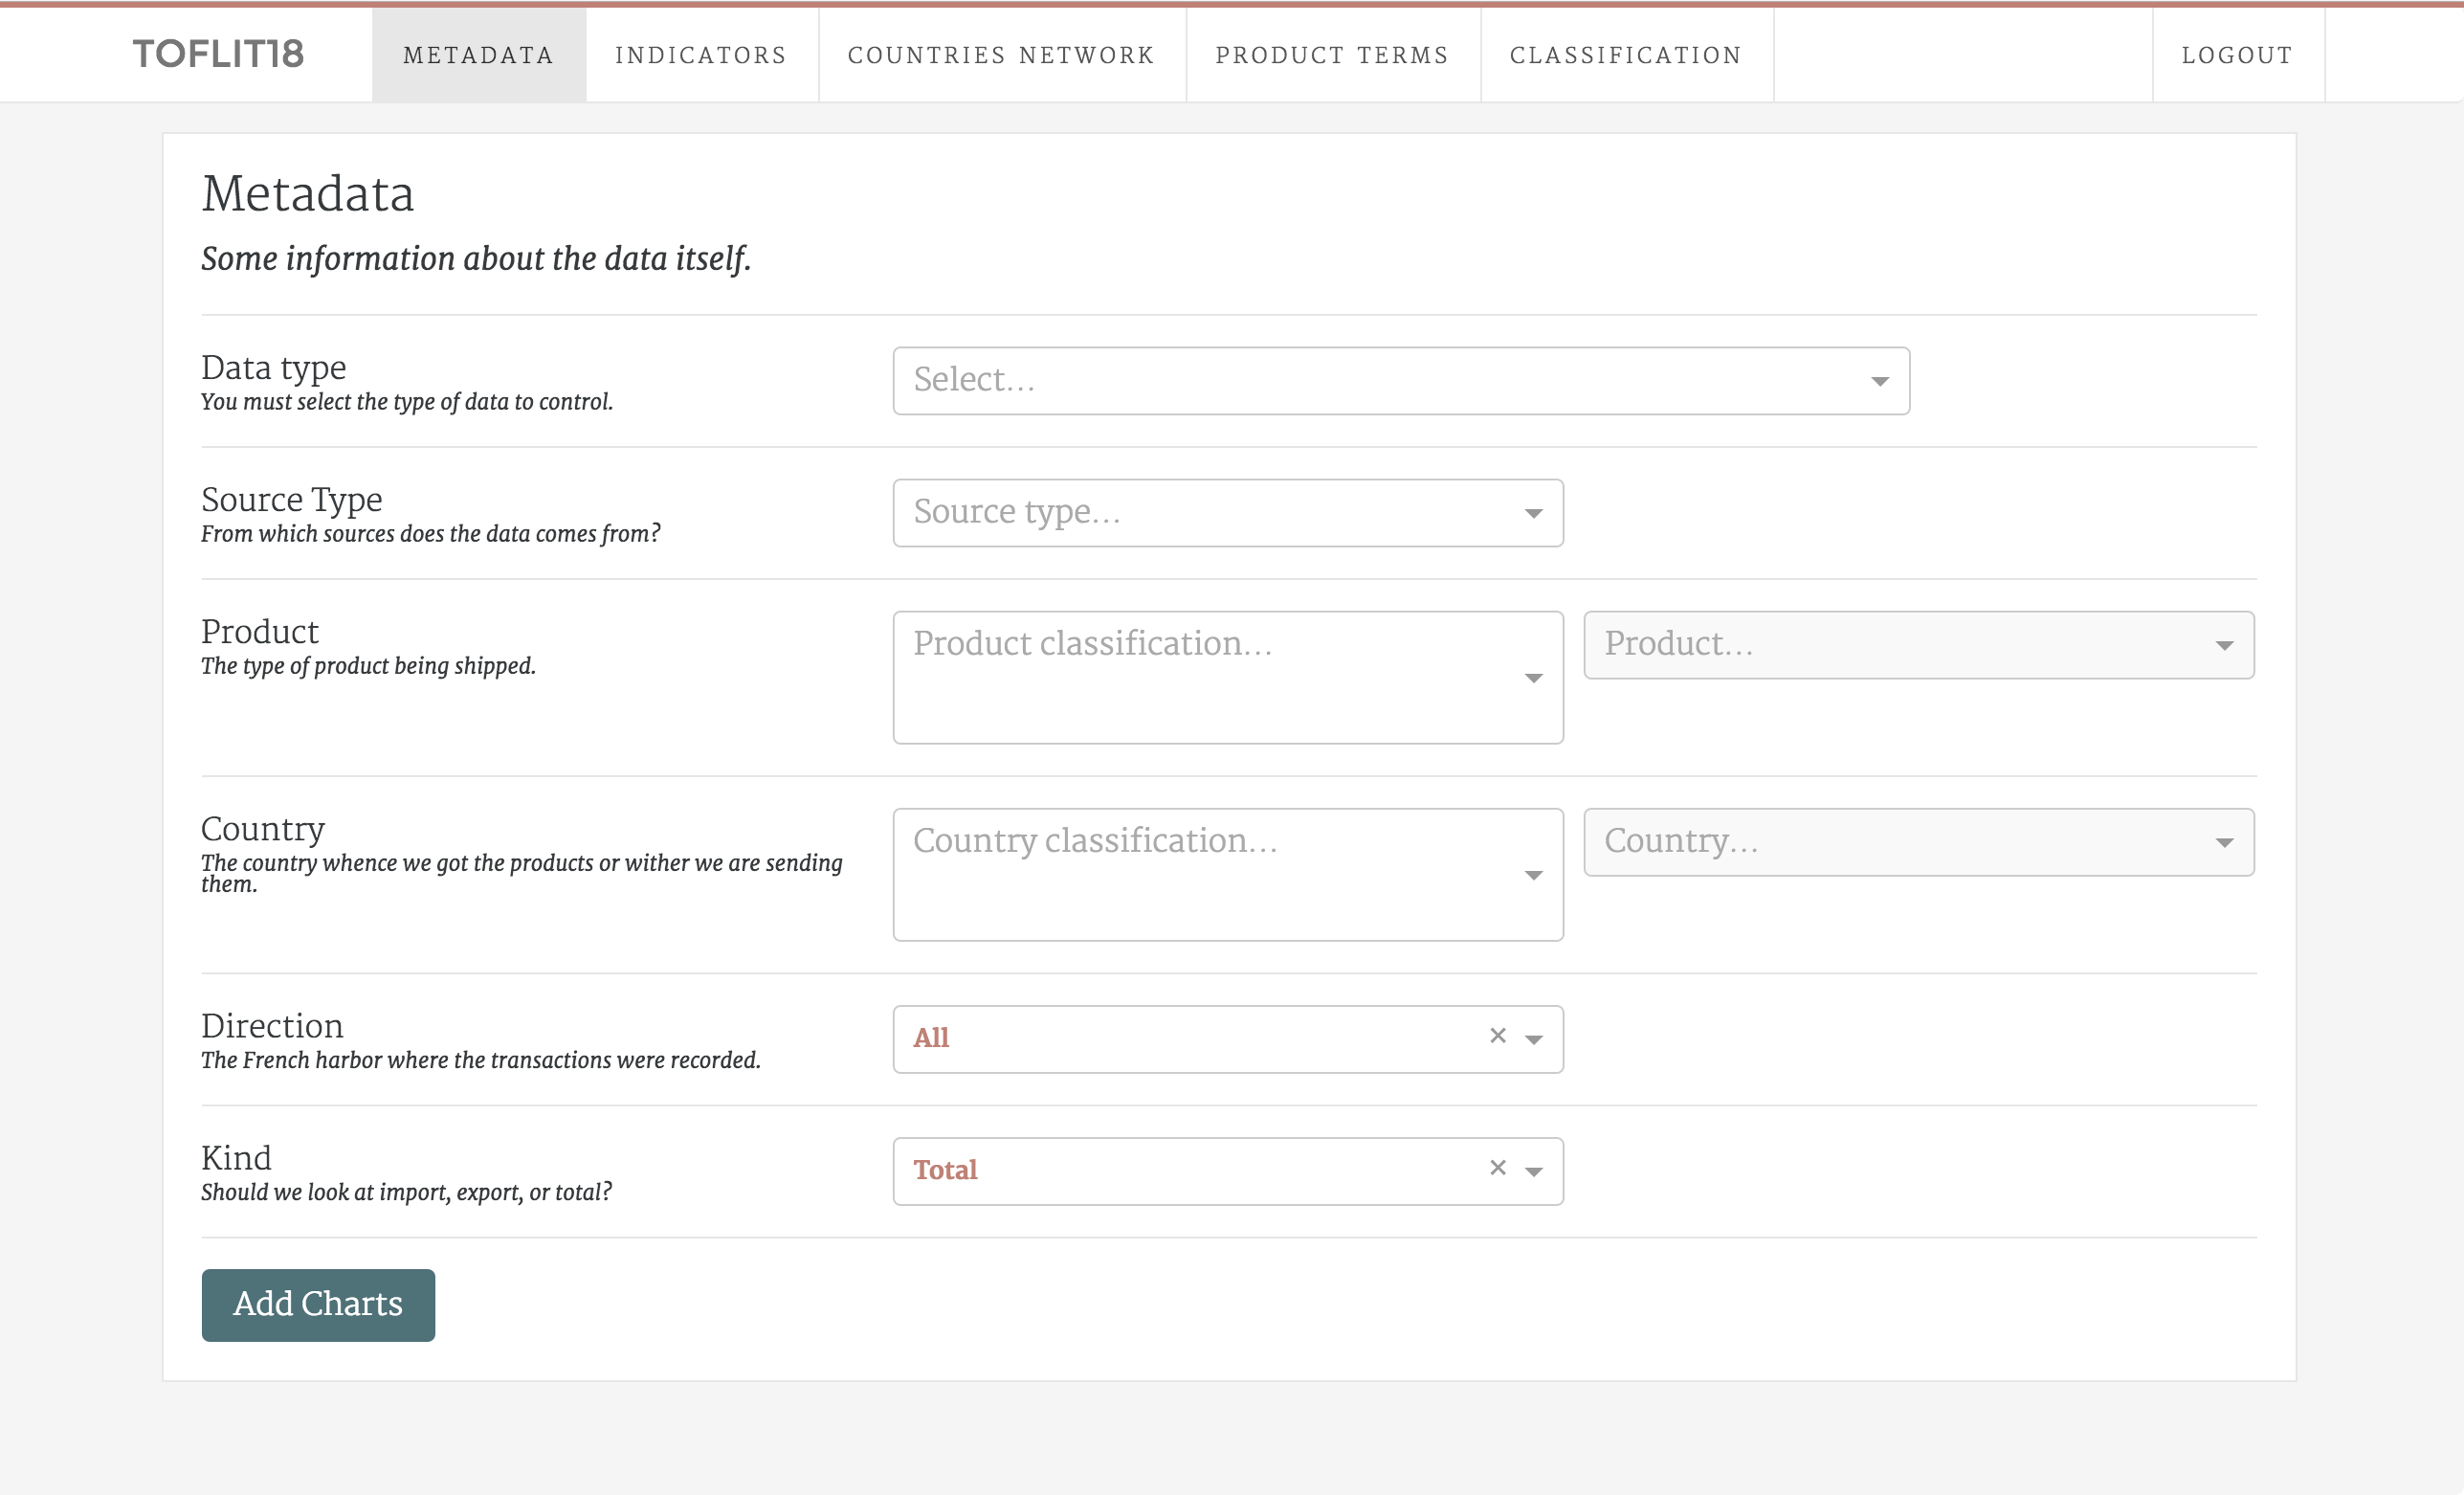 TOFLIT18 METADATA INDICATORS COUNTRIES NETWORK PRODUCT TERMS CLASSIFICATION LOGOUT
Metadata
Some information about the data itself.
Data type
You must select the type of data to control.
Select...
Source Type
From which sources does the data comes from?
Source type...
Product
The type of product being shipped.
Product classification...
Product...
Country
The country whence we got the products or wither we are sending
them.
Country classification...
Country...
Direction
The French harbor where the transactions were recorded.
All ×
Kind
Should we look at import, export, or total?
Total ×
Add Charts